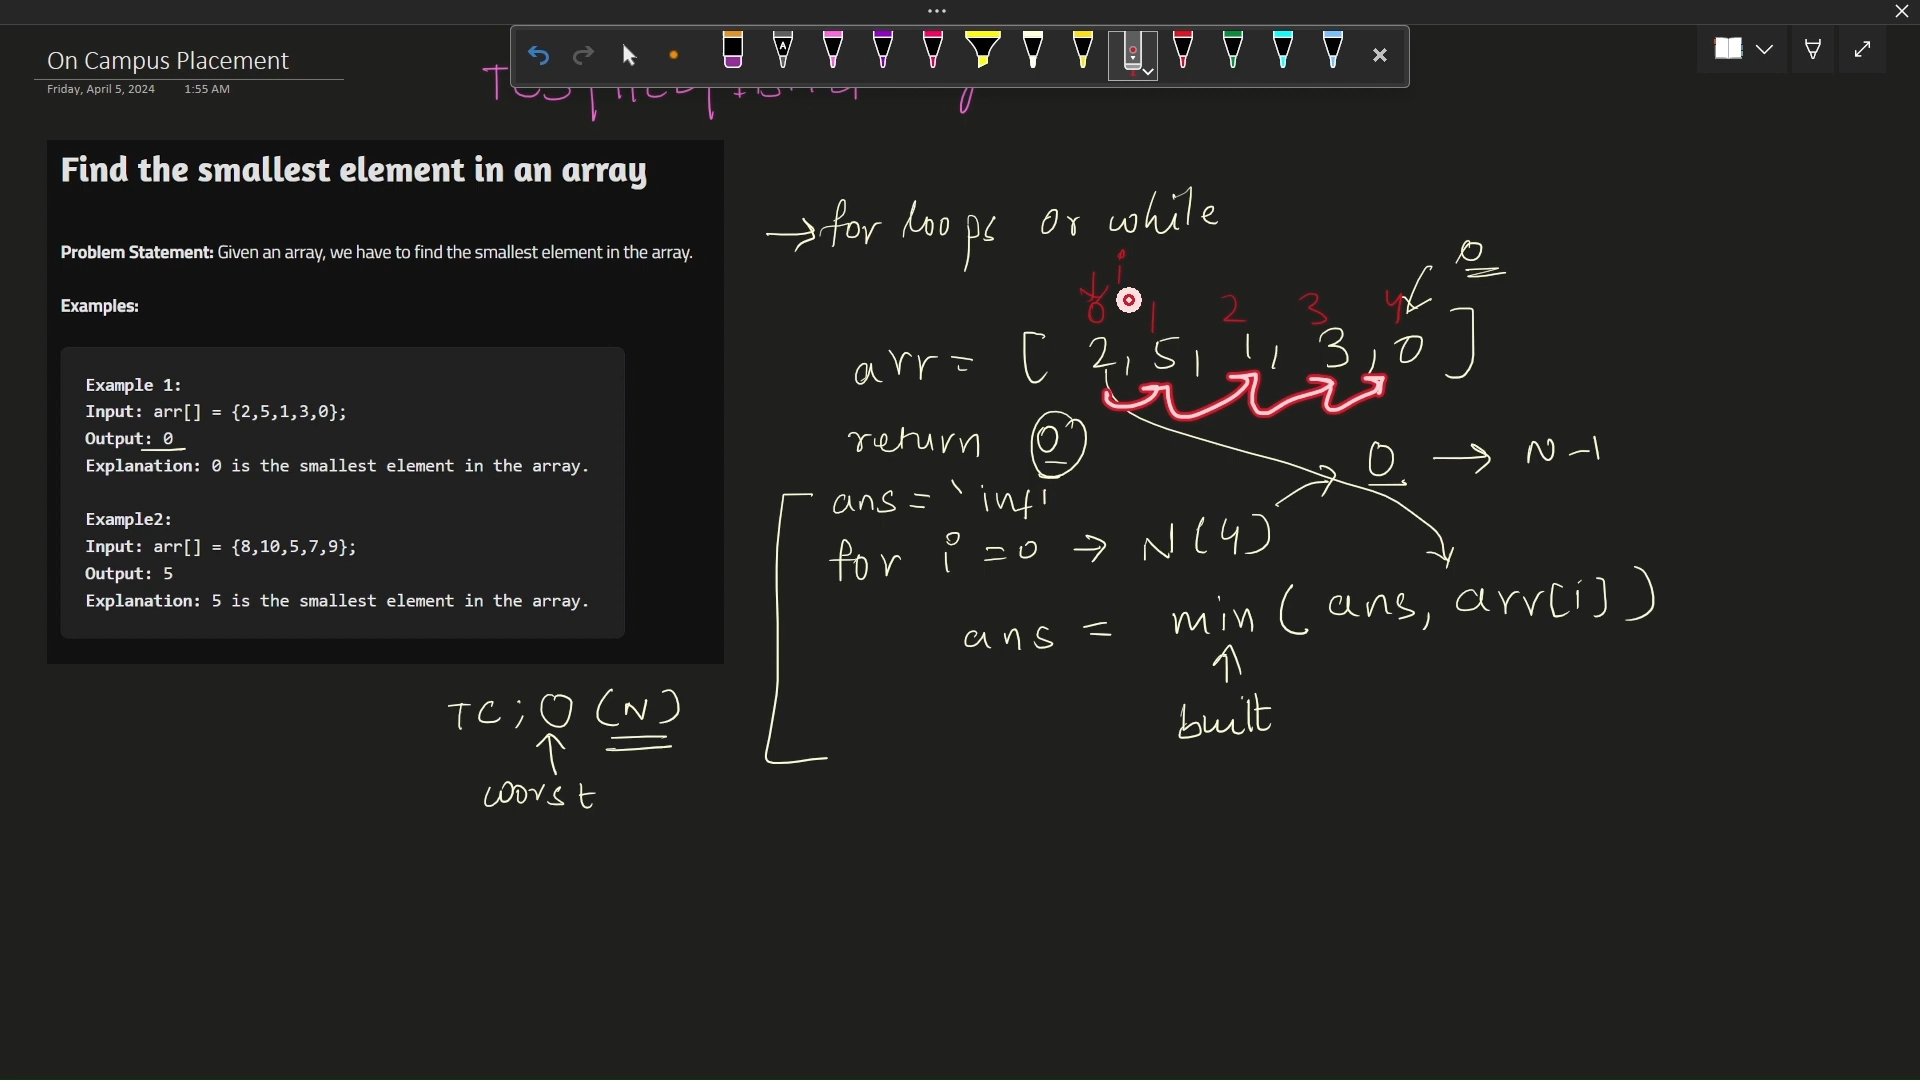 On Campus Placement
Friday, April 5, 2024 1:55 AM
Find the smallest element in an array
Problem Statement: Given an array, we have to find the smallest element in the array.
Examples:
Example 1:
Input: arr[] = {2,5,1,3,0};
Output: 0
Explanation: 0 is the smallest element in the array.
Example2:
Input: arr[] = {8,10,5,7,9};
Output: 5
Explanation: 5 is the smallest element in the array.
TC; O (N)
worst
→ for loops or while
i
0
0 1 2 3 4
arr = [ 2, 5, 1, 3, 0 ]
return 0
0 → N-1
ans = 'inf'
for i = 0 → N (4)
ans = min ( ans, arr[i] )
built